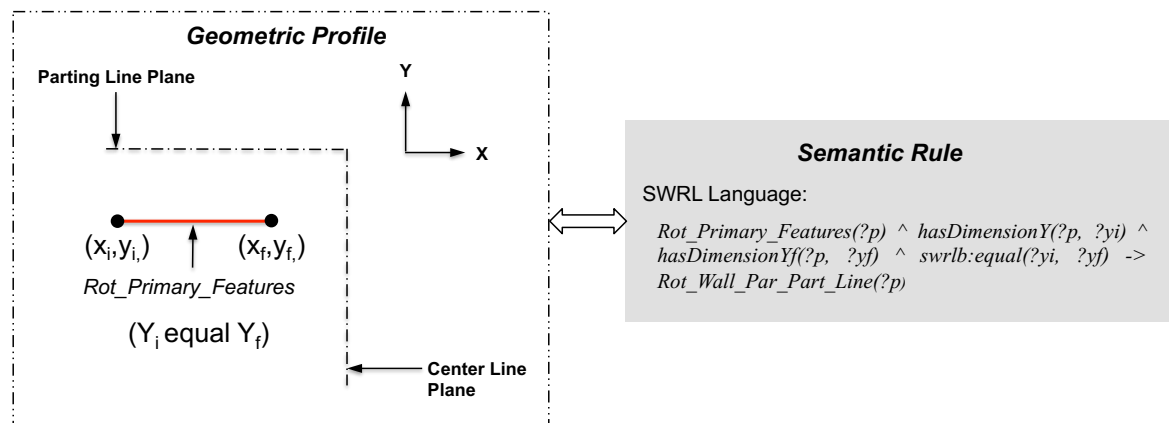 Geometric Profile
Parting Line Plane
Y
X
(xi,yi,)
(xf,yf,)
Rot_Primary_Features
(Yi equal Yf)
Center Line
Plane
Semantic Rule
SWRL Language:
Rot_Primary_Features(?p) ^ hasDimensionY(?p, ?yi) ^
hasDimensionYf(?p, ?yf) ^ swrlb:equal(?yi, ?yf) ->
Rot_Wall_Par_Part_Line(?p)